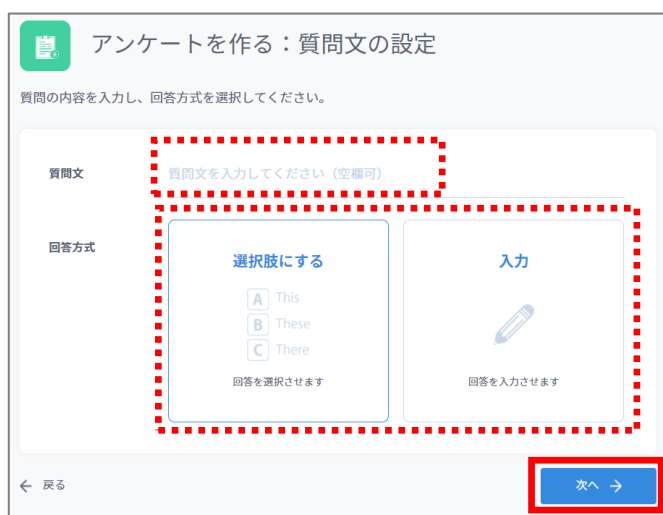 アンケートを作る：質問文の設定
質問の内容を入力し、回答方式を選択してください。
質問文
質問文を入力してください（空欄可）
回答方式
選択肢にする
A This
B These
C There
回答を選択させます
入力
回答を入力させます
← 戻る
次へ →